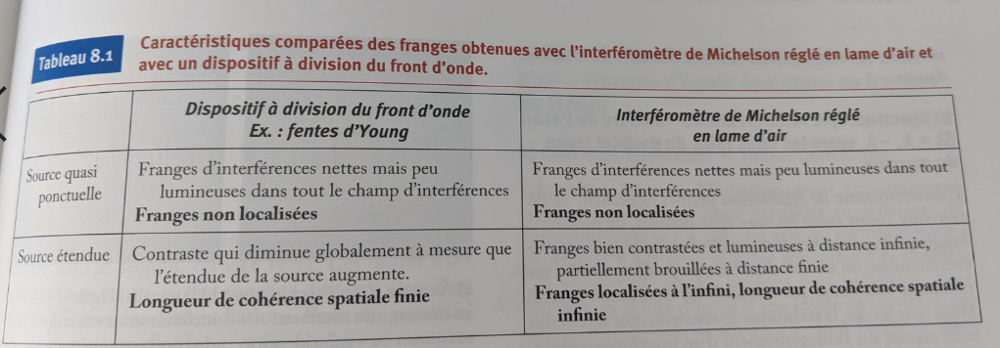 Tableau 8.1
Caractéristiques comparées des franges obtenues avec l'interféromètre de Michelson réglé en lame d'air et
avec un dispositif à division du front d'onde.
Dispositif à division du front d'onde
Ex. : fentes d'Young
Interféromètre de Michelson réglé
en lame d'air
Source quasi
ponctuelle
Franges d'interférences nettes mais peu
lumineuses dans tout le champ d'interférences
Franges non localisées
Franges d'interférences nettes mais peu lumineuses dans tout
le champ d'interférences
Franges non localisées
Source étendue
Contraste qui diminue globalement à mesure que
l'étendue de la source augmente.
Longueur de cohérence spatiale finie
Franges bien contrastées et lumineuses à distance infinie,
partiellement brouillées à distance finie
Franges localisées à l'infini, longueur de cohérence spatiale
infinie